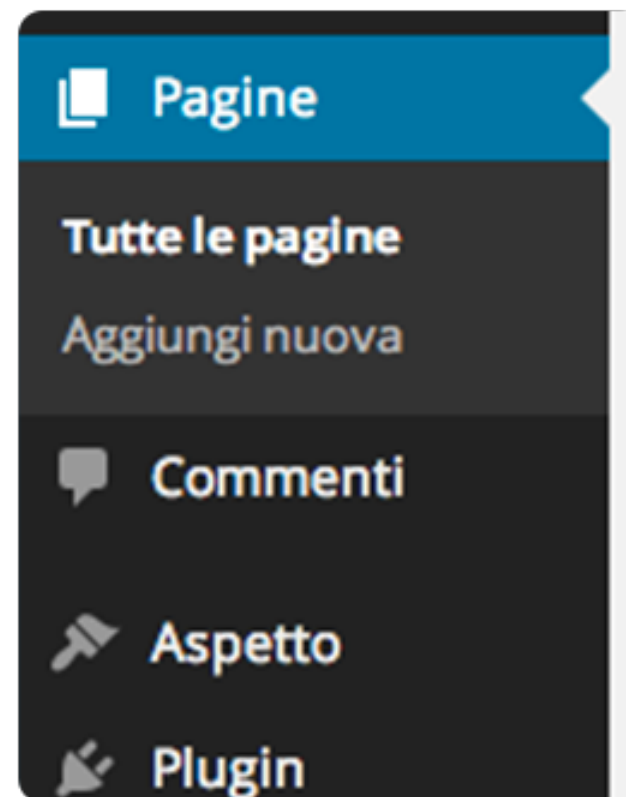 Pagine
Tutte le pagine
Aggiungi nuova
Commenti
Aspetto
Plugin